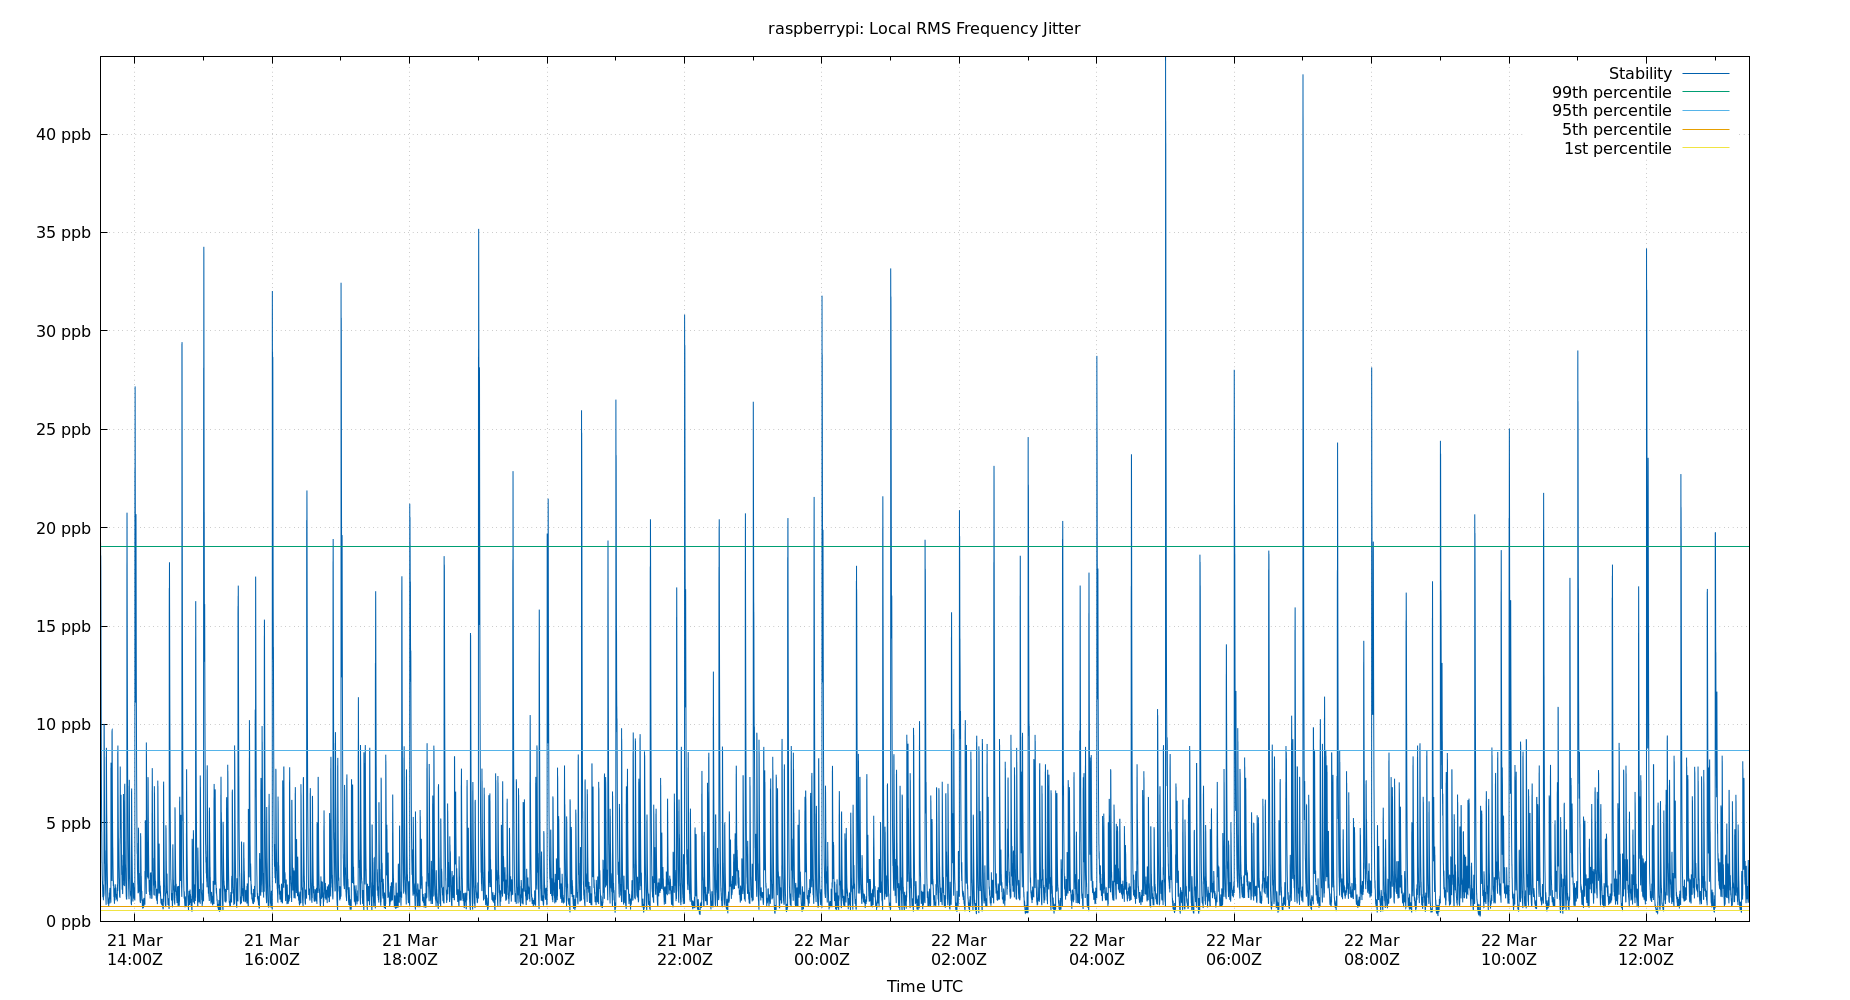 raspberrypi: Local RMS Frequency Jitter
Stability
99th percentile
95th percentile
5th percentile
1st percentile
40 ppb
35 ppb
30 ppb
25 ppb
20 ppb
15 ppb
10 ppb
5 ppb
0 ppb
21 Mar 21 Mar 21 Mar 21 Mar 21 Mar 22 Mar 22 Mar 22 Mar 22 Mar 22 Mar 22 Mar 22 Mar
14:00Z 16:00Z 18:00Z 20:00Z 22:00Z 00:00Z 02:00Z 04:00Z 06:00Z 08:00Z 10:00Z 12:00Z
Time UTC